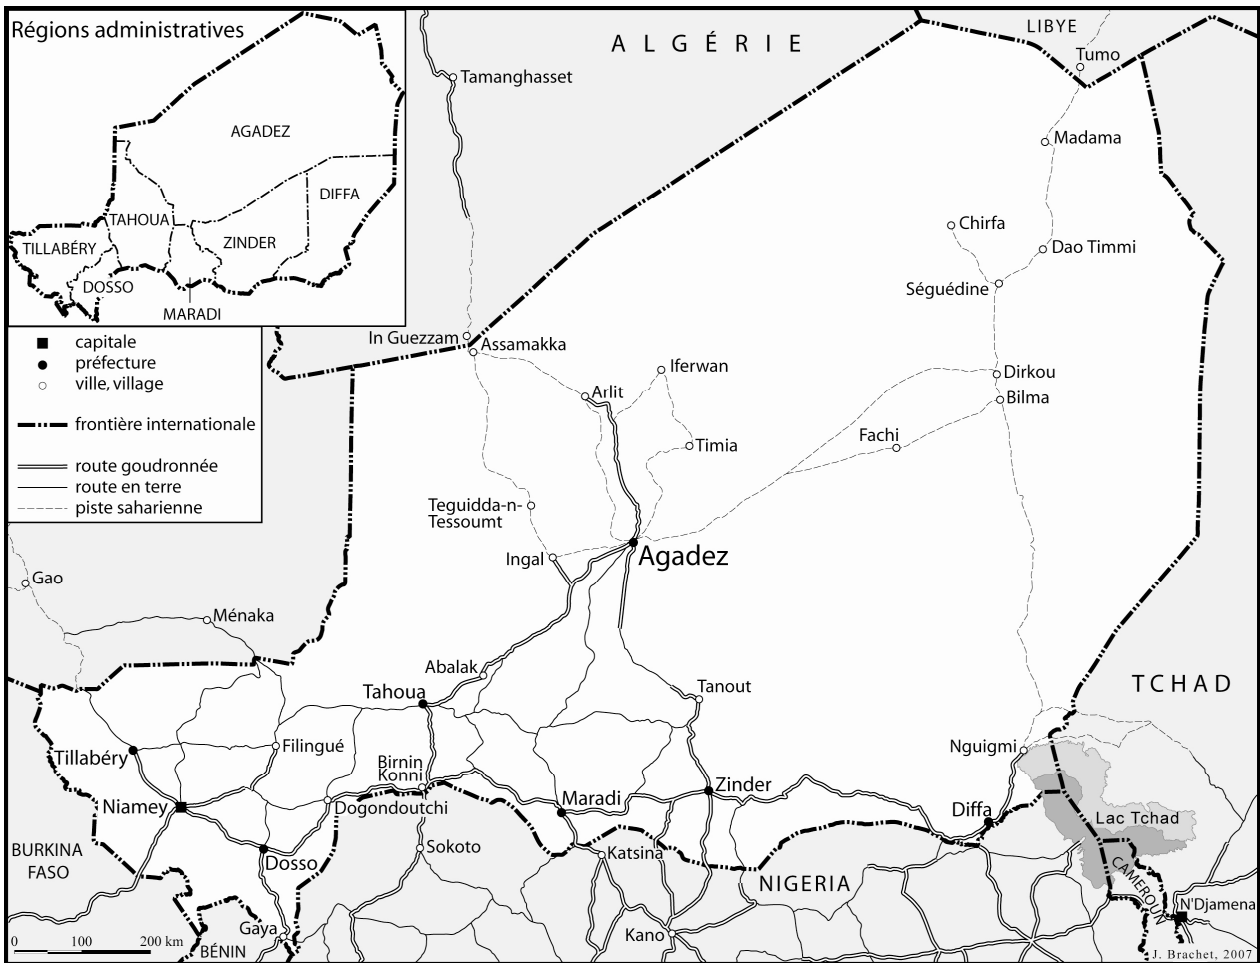 Régions administratives
AGADEZ
DIFFA
TAHOUA
TILLABÉRY
ZINDER
DOSSO
MARADI
capitale
préfecture
ville, village
frontière internationale
route goudronnée
route en terre
piste saharienne
ALGÉRIE
LIBYE
Tumo
Tamanghasset
Madama
Chirfa
Dao Timmi
Séguédine
In Guezzam
Assamakka
Iferwan
Dirkou
Arlit
Bilma
Fachi
Timia
Teguidda-n-
Tessoumt
Ingal
Agadez
Gao
Ménaka
Abalak
Tahoua
Tanout
TCHAD
Tillabéry
Filingué
Nguigmi
Birnin
Konni
Zinder
Niamey
Dogondoutchi
Maradi
Diffa
Lac Tchad
BURKINA
FASO
Dosso
Sokoto
Katsina
NIGERIA
CAMEROUN
N'Djamena
Gaya
Kano
BÉNIN
0 100 200 km
J. Brachet, 2007